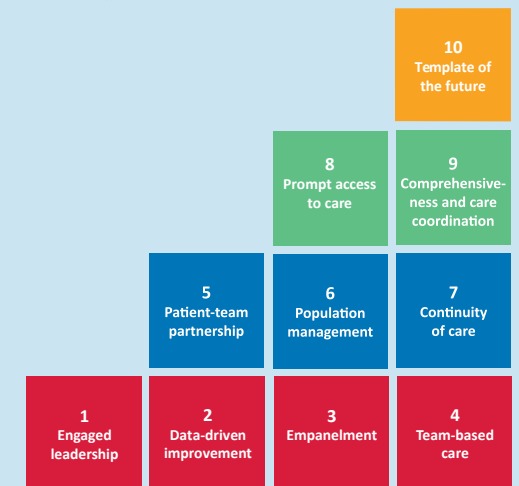 10
Template of
the future
8
Prompt access
to care
9
Comprehensive-
ness and care
coordination
5
Patient-team
partnership
6
Population
management
7
Continuity
of care
1
Engaged
leadership
2
Data-driven
improvement
3
Empanelment
4
Team-based
care